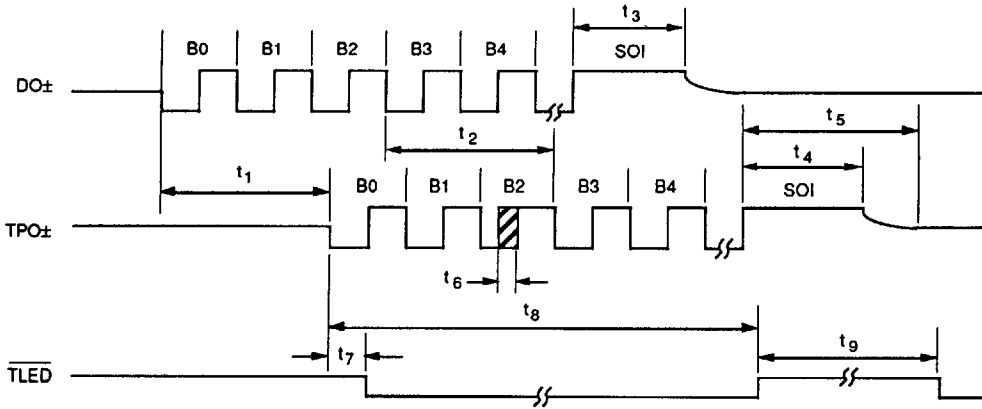 t3
B0 B1 B2 B3 B4 SOI
DO±
t2 t5
t1 t4
B0 B1 B2 B3 B4 SOI
TPO±
t6
t8
t7 t9
TLED